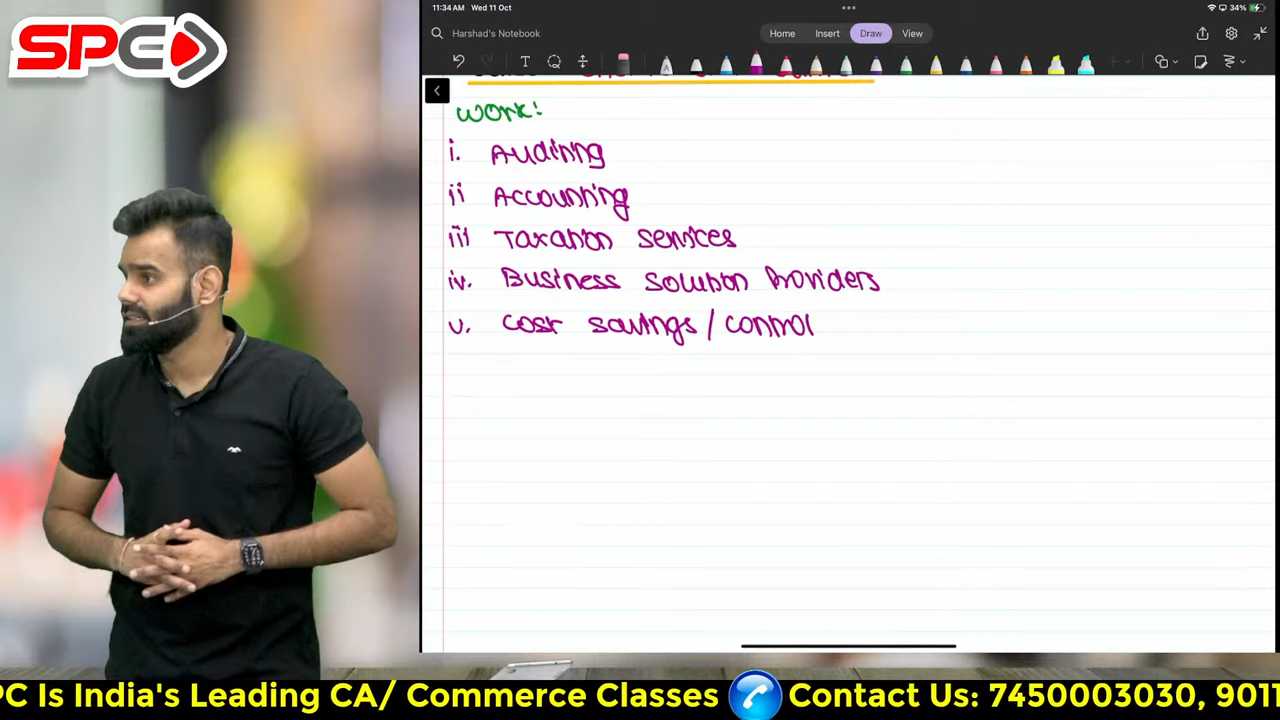 SPC
11:34 AM Wed 11 Oct
34%
Harshad's Notebook
Home Insert Draw View
Work:
i. Auditing
ii Accounting
iii Taxation services
iv. Business solution Providers
v. cost savings / control
PC Is India's Leading CA/ Commerce Classes Contact Us: 7450003030, 9011